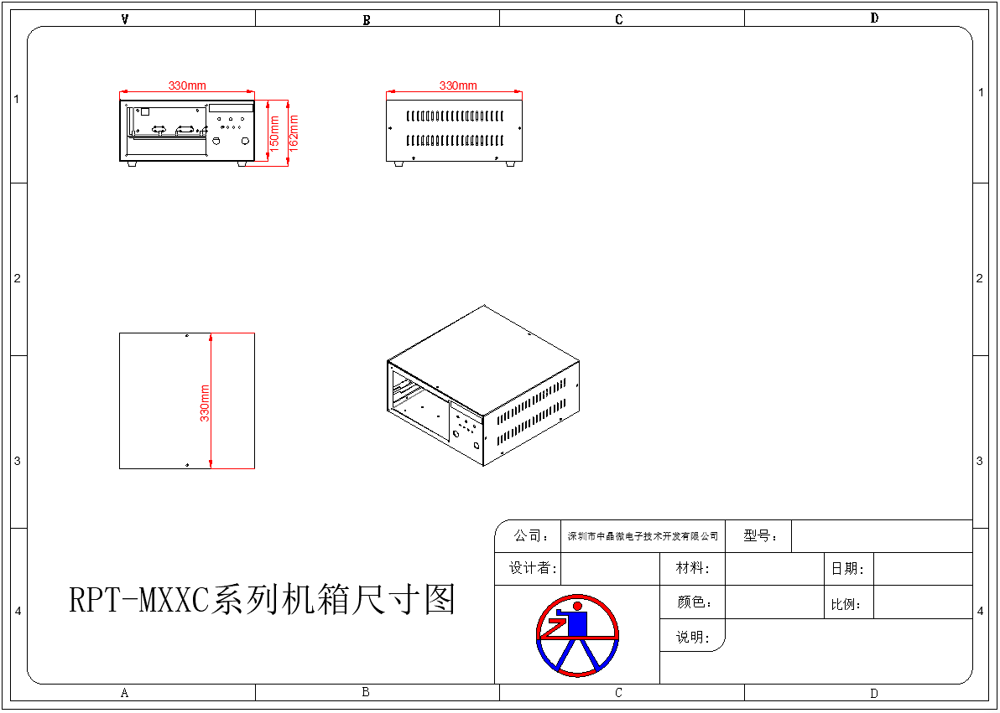 A B C D
1 1
330mm 330mm
150mm
162mm
2 2
330mm
3 3
公司: 深圳市中晶微电子技术开发有限公司 型号:
设计者: 材料: 日期:
RPT-MXXC系列机箱尺寸图
颜色: 比例:
4 4
说明:
A B C D